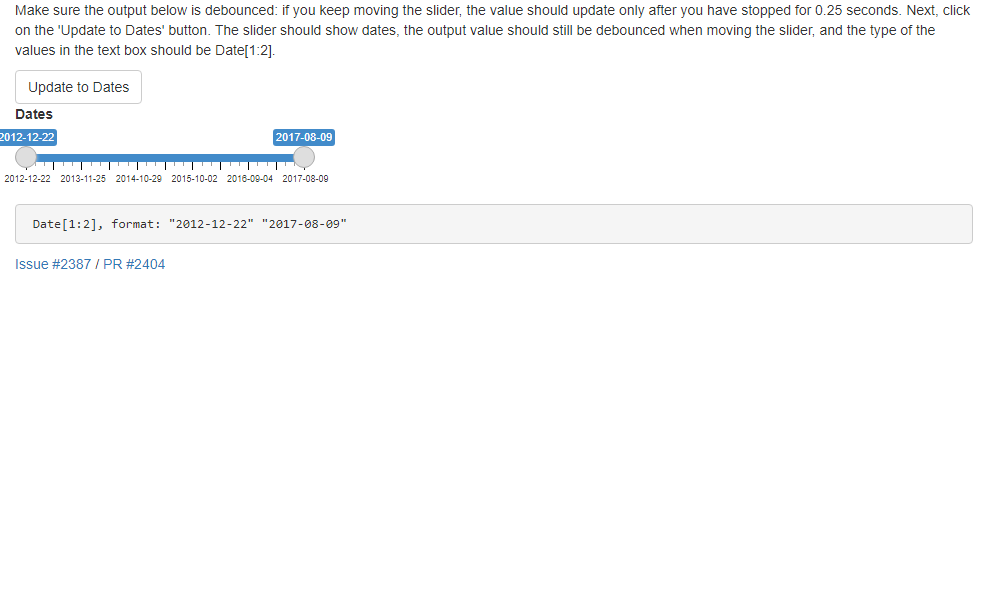 Make sure the output below is debounced: if you keep moving the slider, the value should update only after you have stopped for 0.25 seconds. Next, click
on the 'Update to Dates' button. The slider should show dates, the output value should still be debounced when moving the slider, and the type of the
values in the text box should be Date[1:2].
Update to Dates
Dates
2012-12-22 2017-08-09
2012-12-22 2013-11-25 2014-10-29 2015-10-02 2016-09-04 2017-08-09
Date[1:2], format: "2012-12-22" "2017-08-09"
Issue #2387 / PR #2404